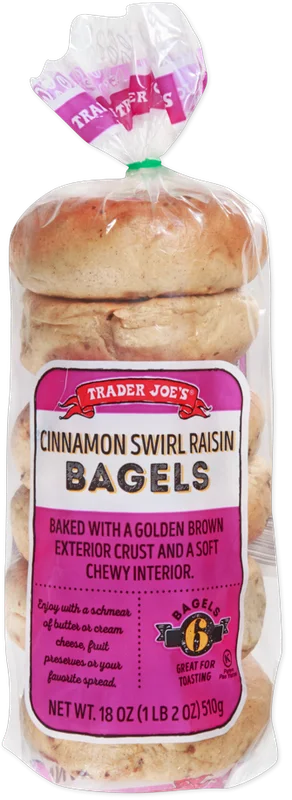 TRADER JOE'S
TRADER JOE'S®
CINNAMON SWIRL RAISIN
BAGELS
BAKED WITH A GOLDEN BROWN
EXTERIOR CRUST AND A SOFT
CHEWY INTERIOR.
Enjoy with a schmear
of butter or cream
cheese, fruit
preserves or your
favorite spread.
BAGELS
6
GREAT FOR
TOASTING
NET WT. 18 OZ (1 LB 2 OZ) 510g